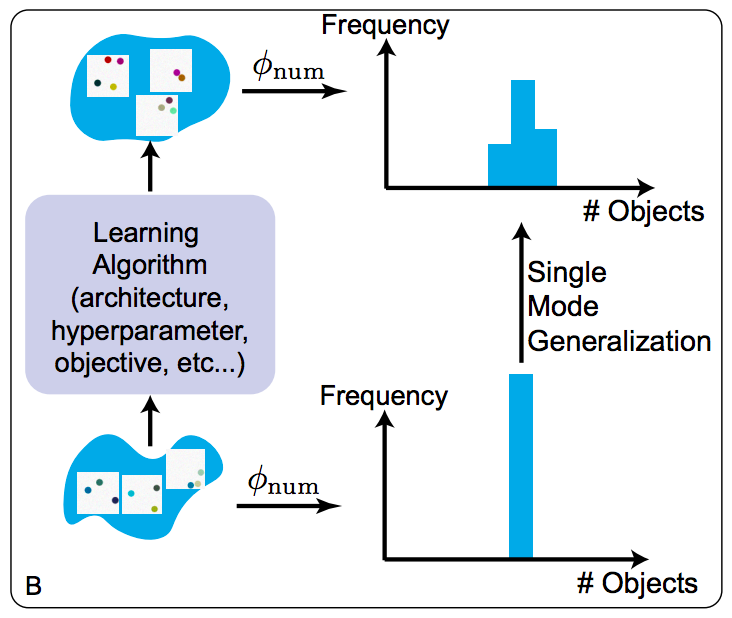 Frequency
ϕnum
# Objects
Learning
Algorithm
(architecture,
hyperparameter,
objective, etc...)
Single
Mode
Generalization
Frequency
ϕnum
# Objects
B